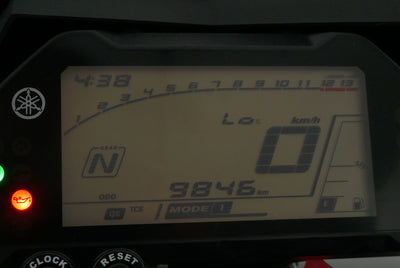 4:38
1 2 3 4 5 6 7 8 9 10 11 12 13
Lo °C km/h
0
GEAR
N
ODO 9846 km
TCS MODE 1 E
CLOCK RESET